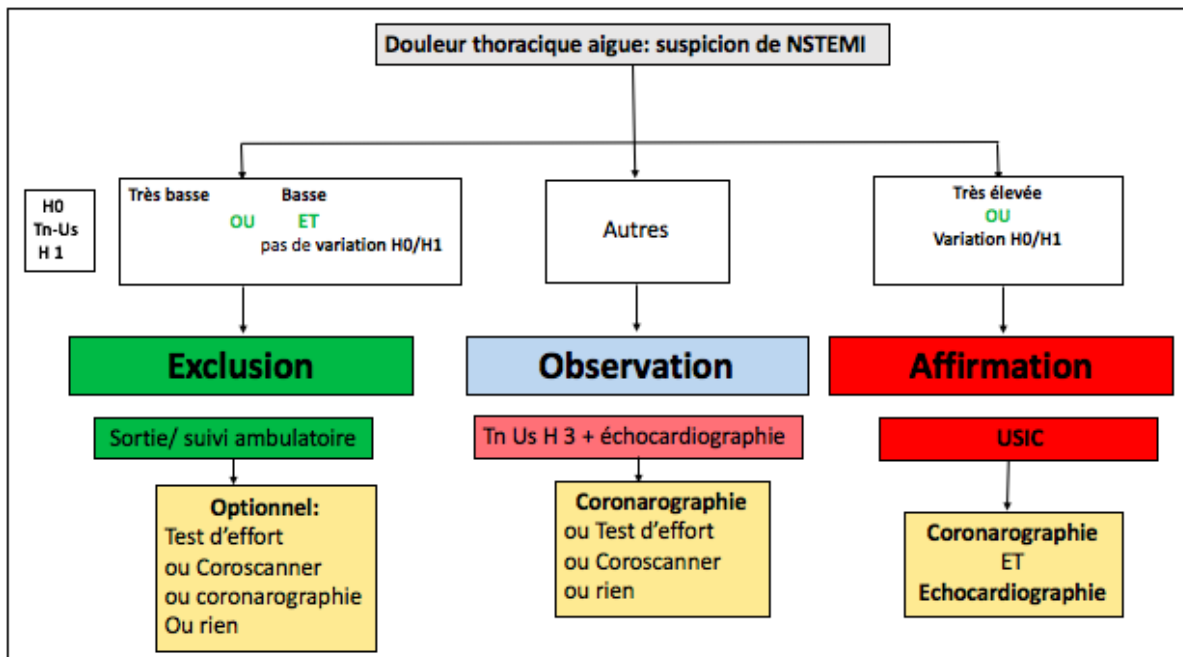 Douleur thoracique aigue: suspicion de NSTEMI
H0
Tn-Us
H 1
Très basse Basse
OU ET
pas de variation H0/H1
Autres
Très élevée
OU
Variation H0/H1
Exclusion
Observation
Affirmation
Sortie/ suivi ambulatoire
Tn Us H 3 + échocardiographie
USIC
Optionnel:
Test d'effort
ou Coroscanner
ou coronarographie
Ou rien
Coronarographie
ou Test d'effort
ou Coroscanner
ou rien
Coronarographie
ET
Echocardiographie